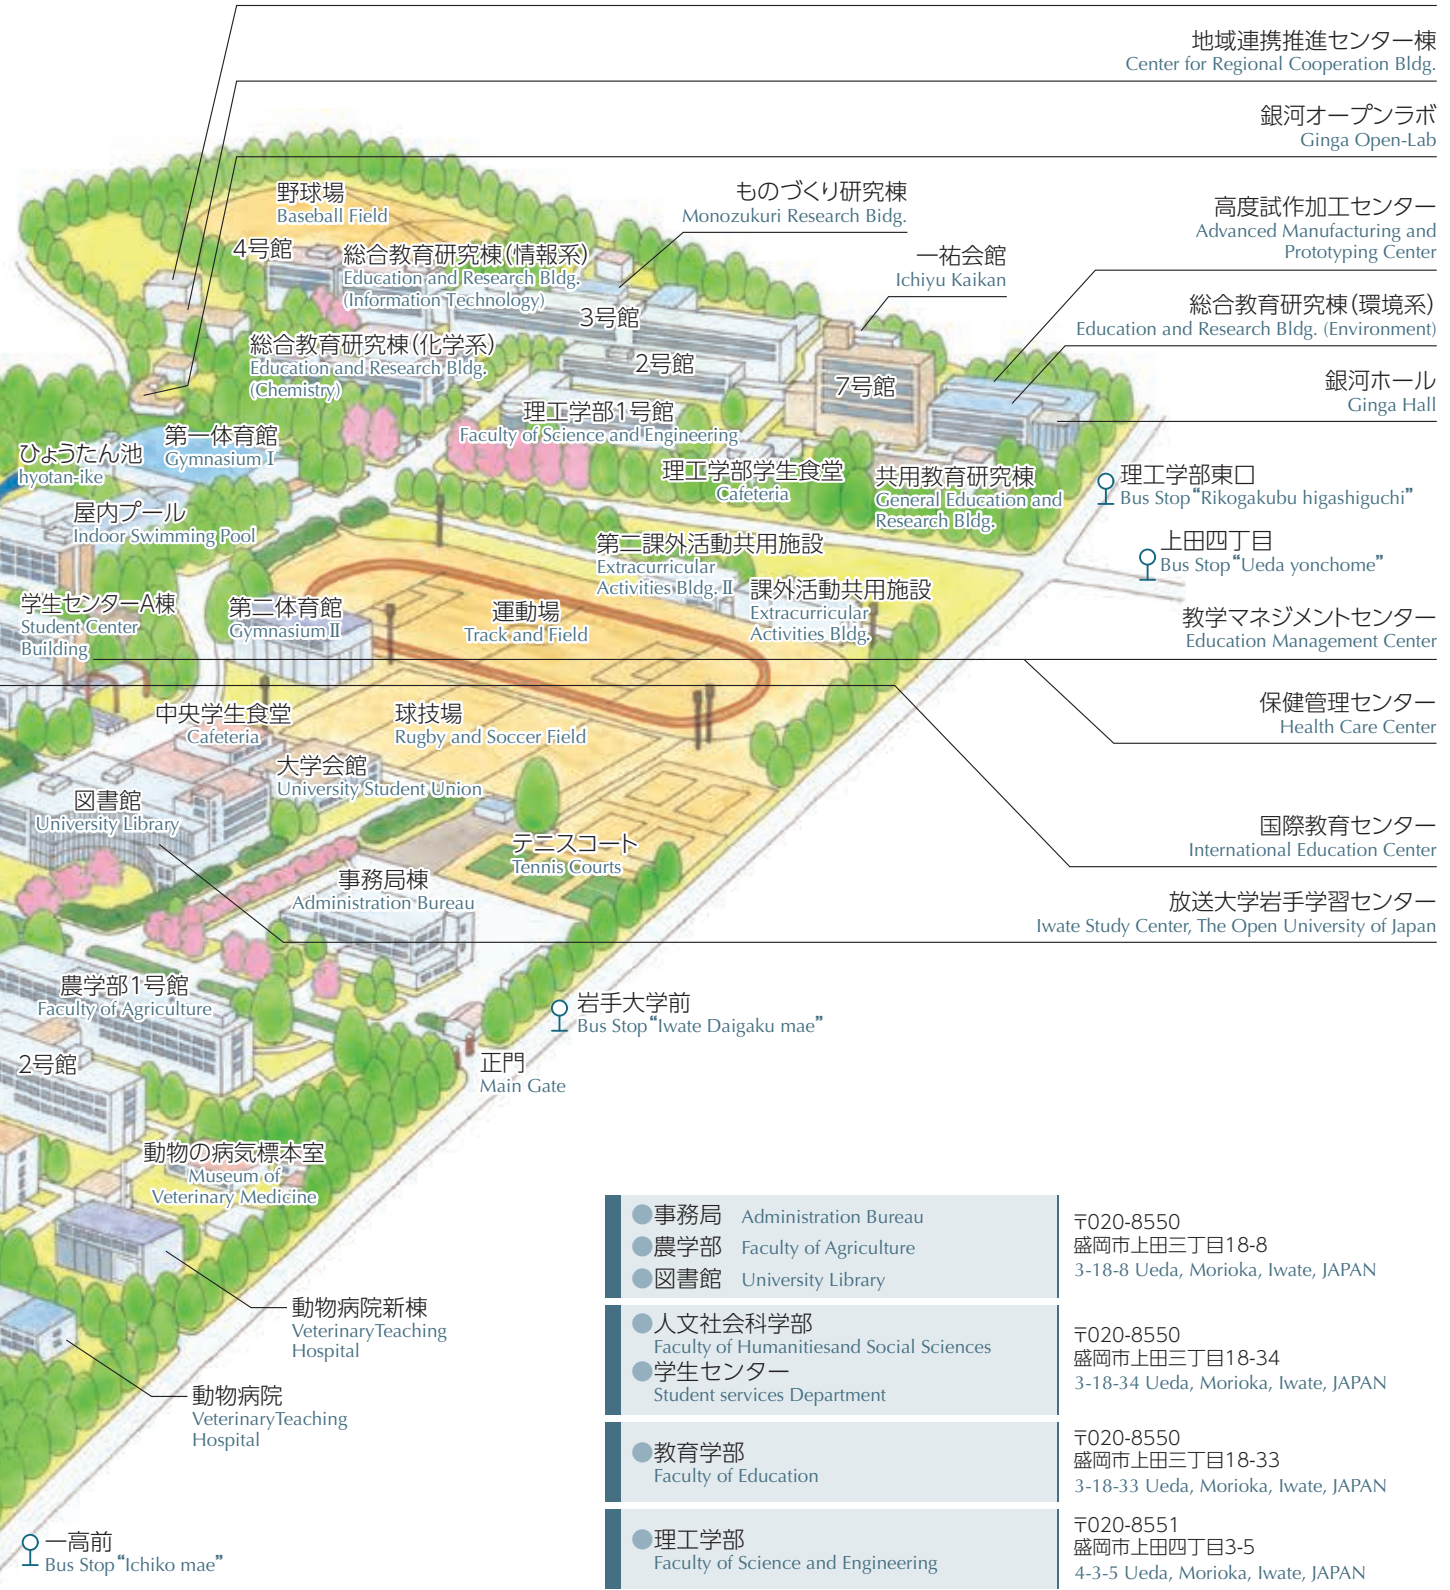 地域連携推進センター棟
Center for Regional Cooperation Bldg.
銀河オープンラボ
Ginga Open-Lab
野球場
Baseball Field
ものづくり研究棟
Monozukuri Research Bidg.
高度試作加工センター
Advanced Manufacturing and
Prototyping Center
4号館
総合教育研究棟(情報系)
Education and Research Bldg.
(Information Technology)
一祐会館
Ichiyu Kaikan
総合教育研究棟(環境系)
Education and Research Bldg. (Environment)
3号館
総合教育研究棟(化学系)
Education and Research Bldg.
(Chemistry)
2号館
7号館
銀河ホール
Ginga Hall
理工学部1号館
Faculty of Science and Engineering
ひょうたん池
hyotan-ike
第一体育館
Gymnasium Ⅰ
理工学部学生食堂
Cafeteria
共用教育研究棟
General Education and
Research Bldg.
理工学部東口
Bus Stop “Rikogakubu higashiguchi”
屋内プール
Indoor Swimming Pool
第二課外活動共用施設
Extracurricular
Activities Bldg. Ⅱ
上田四丁目
Bus Stop “Ueda yonchome”
課外活動共用施設
Extracurricular
Activities Bldg.
学生センターA棟
Student Center
Building
第二体育館
Gymnasium Ⅱ
運動場
Track and Field
教学マネジメントセンター
Education Management Center
中央学生食堂
Cafeteria
球技場
Rugby and Soccer Field
保健管理センター
Health Care Center
大学会館
University Student Union
図書館
University Library
テニスコート
Tennis Courts
国際教育センター
International Education Center
事務局棟
Administration Bureau
放送大学岩手学習センター
Iwate Study Center, The Open University of Japan
農学部1号館
Faculty of Agriculture
岩手大学前
Bus Stop “Iwate Daigaku mae”
2号館
正門
Main Gate
動物の病気標本室
Museum of
Veterinary Medicine
動物病院新棟
VeterinaryTeaching
Hospital
動物病院
VeterinaryTeaching
Hospital
一高前
Bus Stop “Ichiko mae”
●事務局 Administration Bureau
●農学部 Faculty of Agriculture
●図書館 University Library
〒020-8550
盛岡市上田三丁目18-8
3-18-8 Ueda, Morioka, Iwate, JAPAN
●人文社会科学部
Faculty of Humanitiesand Social Sciences
●学生センター
Student services Department
〒020-8550
盛岡市上田三丁目18-34
3-18-34 Ueda, Morioka, Iwate, JAPAN
●教育学部
Faculty of Education
〒020-8550
盛岡市上田三丁目18-33
3-18-33 Ueda, Morioka, Iwate, JAPAN
●理工学部
Faculty of Science and Engineering
〒020-8551
盛岡市上田四丁目3-5
4-3-5 Ueda, Morioka, Iwate, JAPAN